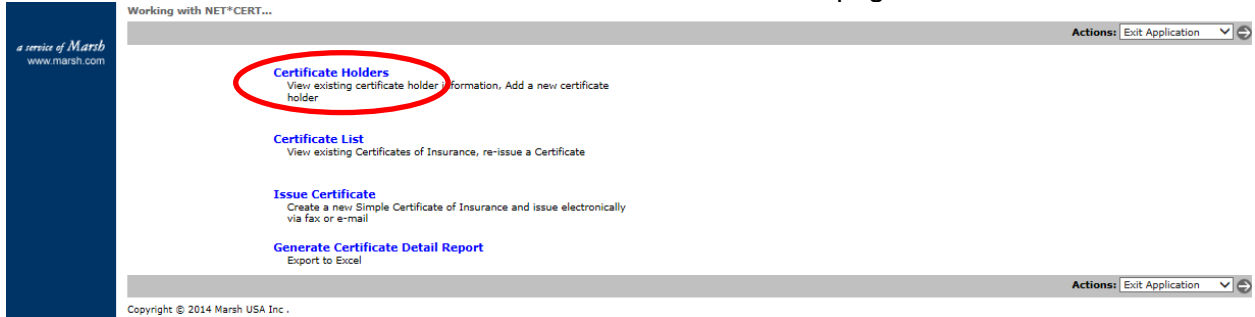 Working with NET*CERT...
Actions: Exit Application
a service of Marsh
www.marsh.com
Certificate Holders
View existing certificate holder information, Add a new certificate
holder
Certificate List
View existing Certificates of Insurance, re-issue a Certificate
Issue Certificate
Create a new Simple Certificate of Insurance and issue electronically
via fax or e-mail
Generate Certificate Detail Report
Export to Excel
Actions: Exit Application
Copyright © 2014 Marsh USA Inc .